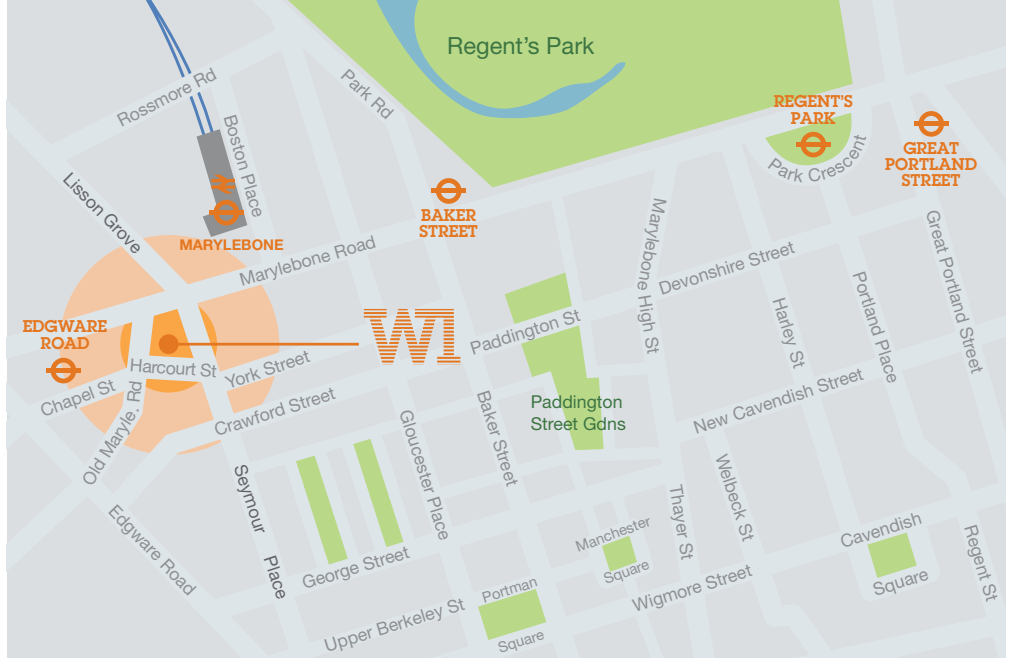 Regent's Park
Rossmore Rd
Park Rd
REGENT'S
PARK
Boston Place
GREAT
PORTLAND
STREET
Park Crescent
Lisson Grove
BAKER
STREET
MARYLEBONE
Marylebone Road
Marylebone High St
Devonshire Street
Great Portland Street
Portland Place
Harley St
EDGWARE
ROAD
W1
Paddington St
Harcourt St
York Street
Chapel St
Old Maryle. Rd
Crawford Street
Paddington
Street Gdns
New Cavendish Street
Gloucester Place
Baker Street
Seymour Place
Welbeck St
Thayer St
Edgware Road
George Street
Manchester
Square
Cavendish
Square
Regent St
Wigmore Street
Portman
Square
Upper Berkeley St